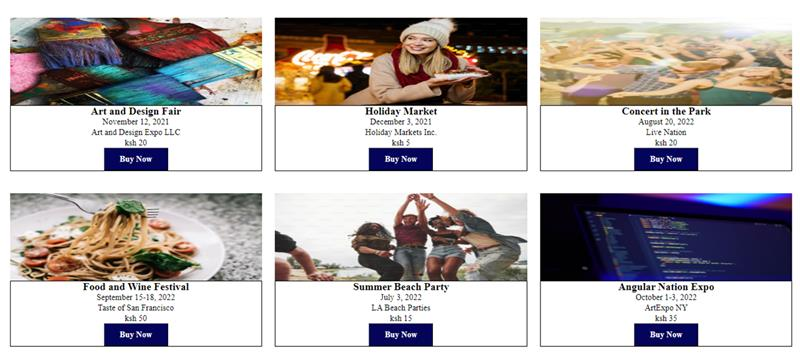 Art and Design Fair
November 12, 2021
Art and Design Expo LLC
ksh 20
Buy Now
Holiday Market
December 3, 2021
Holiday Markets Inc.
ksh 5
Buy Now
Concert in the Park
August 20, 2022
Live Nation
ksh 20
Buy Now
Food and Wine Festival
September 15-18, 2022
Taste of San Francisco
ksh 50
Buy Now
Summer Beach Party
July 3, 2022
LA Beach Parties
ksh 15
Buy Now
Angular Nation Expo
October 1-3, 2022
ArtExpo NY
ksh 35
Buy Now